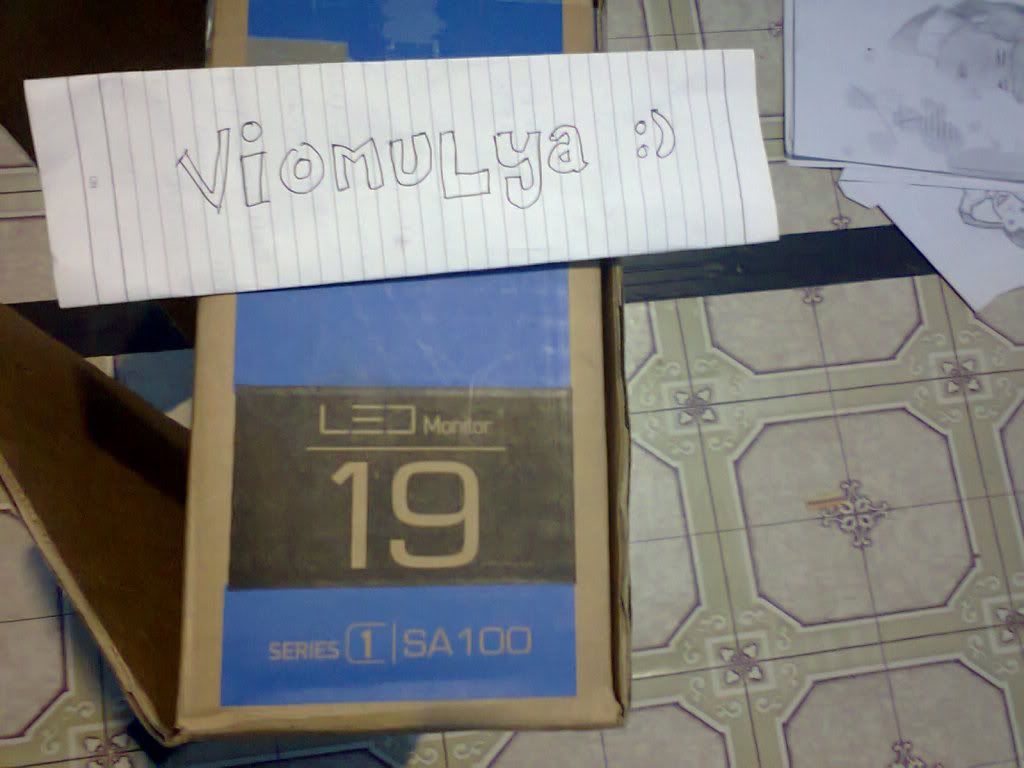 ViomuLya :)
LED Monitor
19
SERIES 1 | SA100